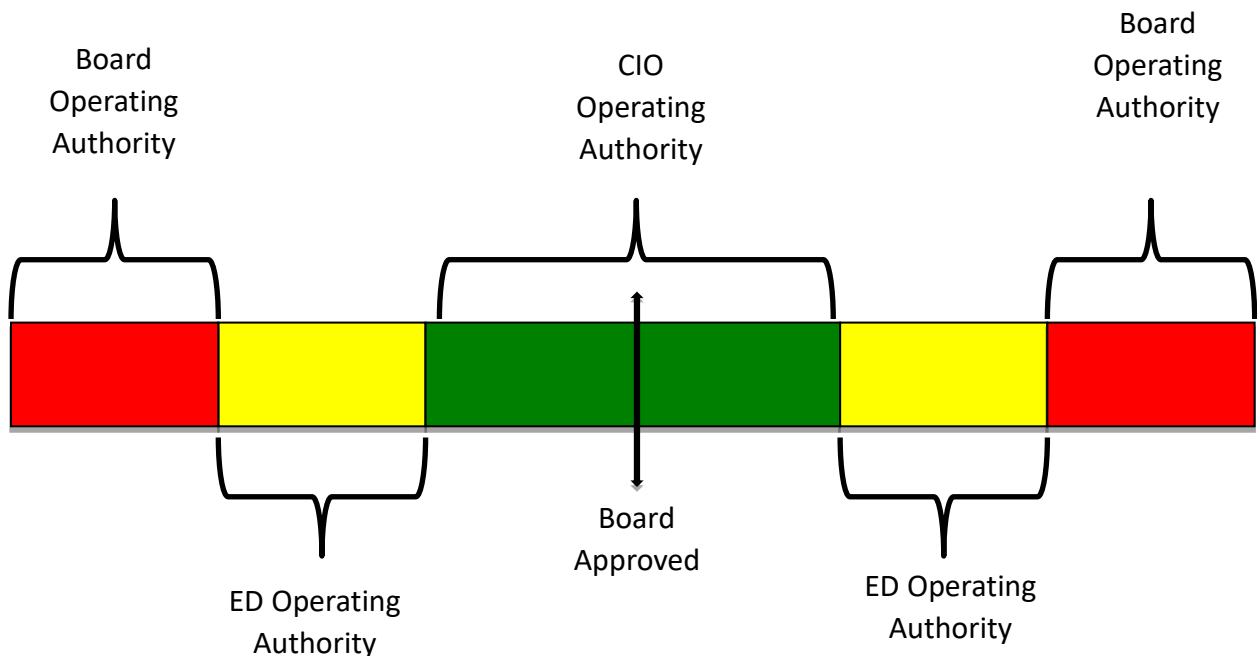 Board
Operating
Authority
CIO
Operating
Authority
Board
Operating
Authority
Board
Approved
ED Operating
Authority
ED Operating
Authority